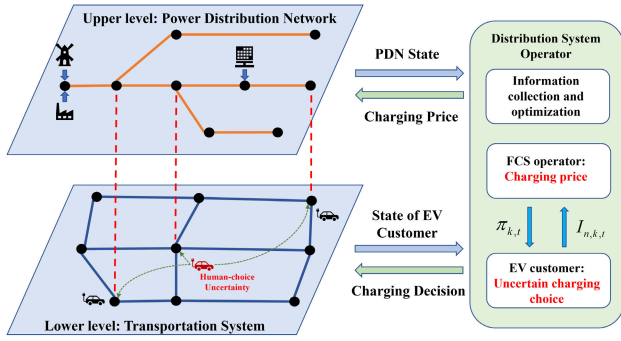 Upper level: Power Distribution Network
PDN State
Charging Price
Distribution System
Operator
Information
collection and
optimization
FCS operator:
Charging price
π_{k,t}
I_{n,k,t}
EV customer:
Uncertain charging
choice
State of EV
Customer
Charging Decision
Human-choice
Uncertainty
Lower level: Transportation System